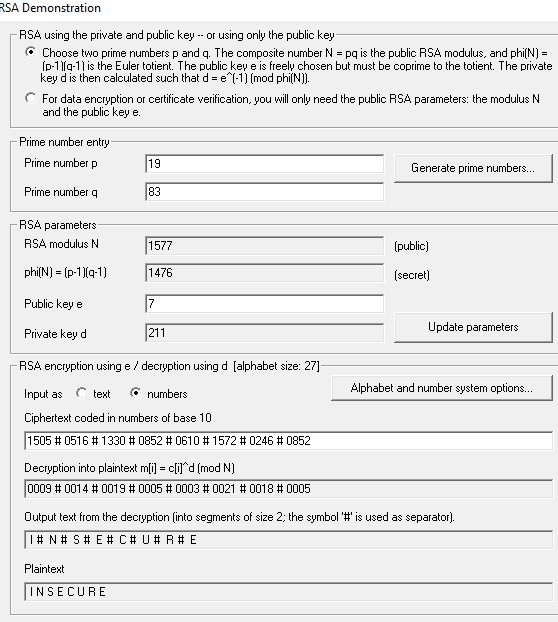 RSA Demonstration
RSA using the private and public key -- or using only the public key
Choose two prime numbers p and q. The composite number N = pq is the public RSA modulus, and phi(N) =
(p-1)(q-1) is the Euler totient. The public key e is freely chosen but must be coprime to the totient. The private
key d is then calculated such that d = e^(-1) (mod phi(N)).
For data encryption or certificate verification, you will only need the public RSA parameters: the modulus N
and the public key e.
Prime number entry
Prime number p 19 Generate prime numbers...
Prime number q 83
RSA parameters
RSA modulus N 1577 (public)
phi(N) = (p-1)(q-1) 1476 (secret)
Public key e 7
Private key d 211 Update parameters
RSA encryption using e / decryption using d [alphabet size: 27]
Input as text numbers Alphabet and number system options...
Ciphertext coded in numbers of base 10
1505 # 0516 # 1330 # 0852 # 0610 # 1572 # 0246 # 0852
Decryption into plaintext m[i] = c[i]^d (mod N)
0009 # 0014 # 0019 # 0005 # 0003 # 0021 # 0018 # 0005
Output text from the decryption (into segments of size 2; the symbol '#' is used as separator).
I # N # S # E # C # U # R # E
Plaintext
I N S E C U R E